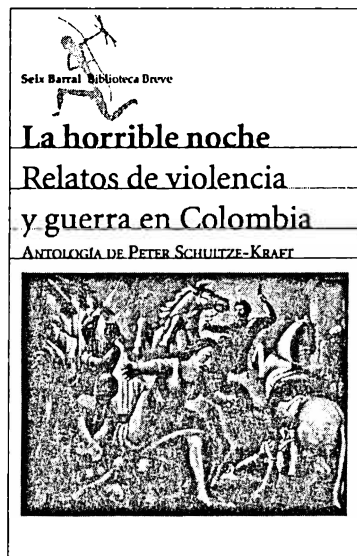 Seix Barral Biblioteca Breve
La horrible noche
Relatos de violencia
y guerra en Colombia
ANTOLOGÍA DE PETER SCHULTZE-KRAFT